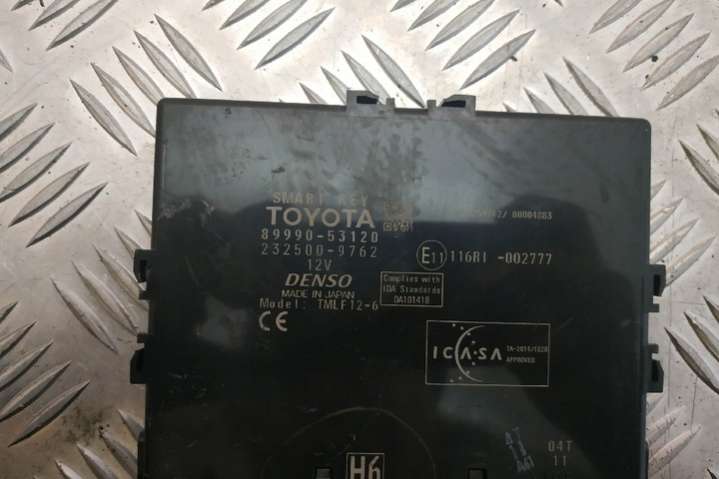 SMART KEY
TOYOTA
89990-53120
232500-9762
12V
DENSO
MADE IN JAPAN
Model: TMLF12-6
CE
E11 116RI -002777
Complies with
IDA Standards
DA101418
ICASA
APPROVED
04T
11
H6